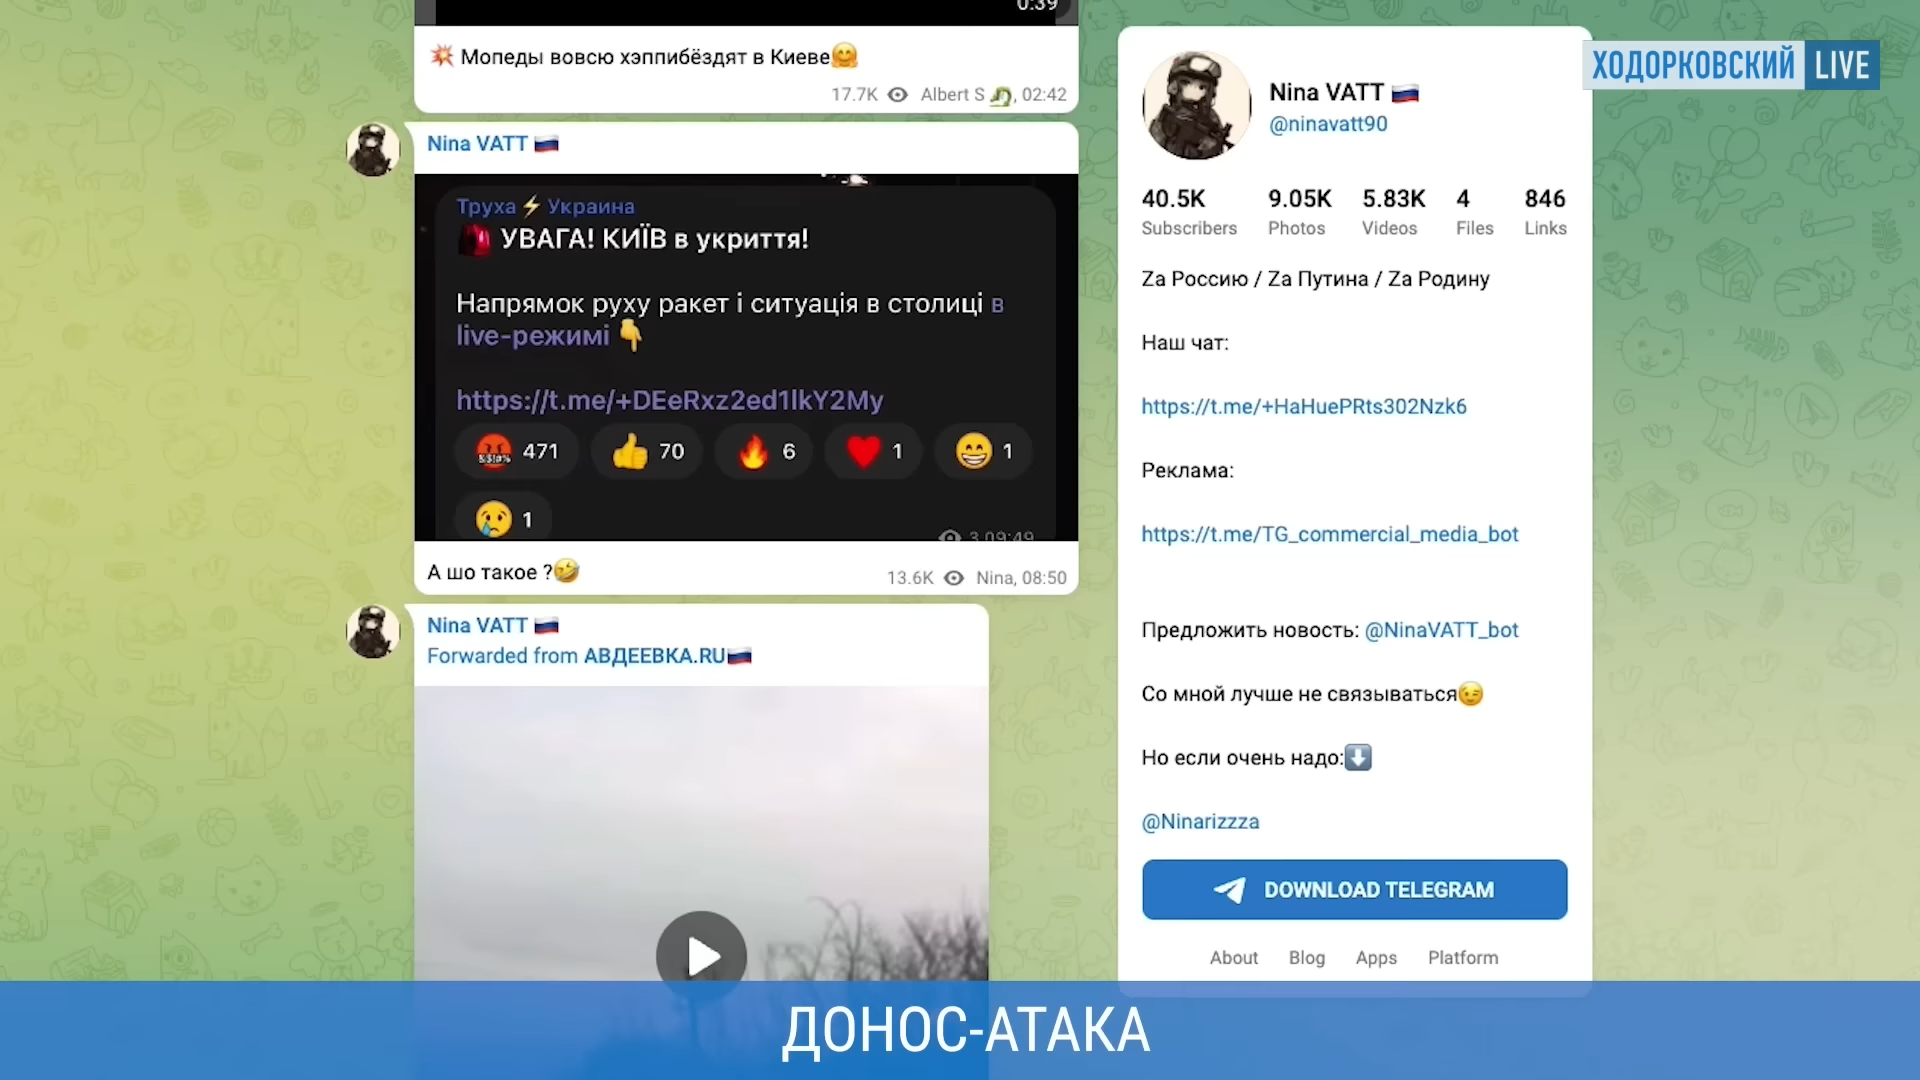 0:39
Мопеды вовсю хэппибёздят в Киеве
17.7K Albert S, 02:42
Nina VATT
Труха⚡Украина
УВАГА! КИЇВ в укриття!
Напрямок руху ракет і ситуація в столиці в
live-режимі
https://t.me/+DEeRxz2ed1lkY2My
471 70 6 1 1
1
3 09:49
А шо такое ?
13.6K Nina, 08:50
Nina VATT
Forwarded from АВДЕЕВКА.RU
ХОДОРКОВСКИЙ LIVE
Nina VATT
@ninavatt90
40.5K 9.05K 5.83K 4 846
Subscribers Photos Videos Files Links
Zа Россию / Zа Путина / Zа Родину
Наш чат:
https://t.me/+HaHuePRts302Nzk6
Реклама:
https://t.me/TG_commercial_media_bot
Предложить новость: @NinaVATT_bot
Со мной лучше не связываться
Но если очень надо:
@Ninarizzza
DOWNLOAD TELEGRAM
About Blog Apps Platform
ДОНОС-АТАКА